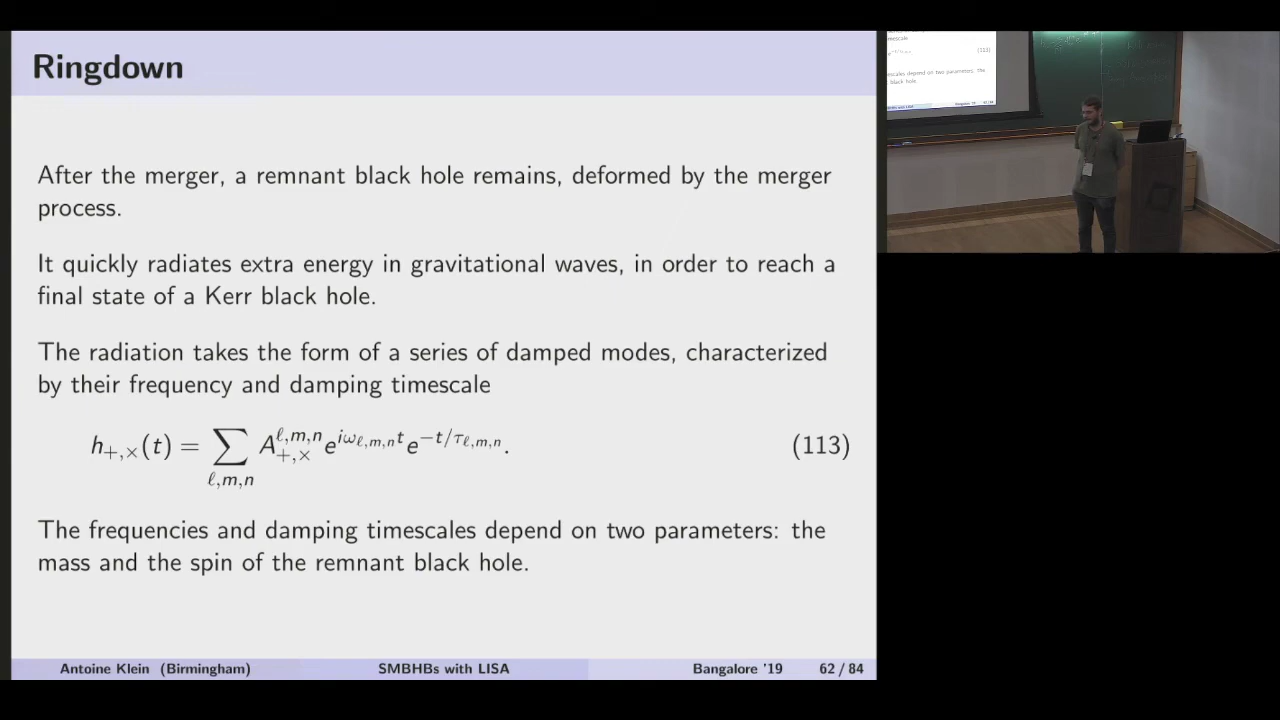 Ringdown
After the merger, a remnant black hole remains, deformed by the merger
process.
It quickly radiates extra energy in gravitational waves, in order to reach a
final state of a Kerr black hole.
The radiation takes the form of a series of damped modes, characterized
by their frequency and damping timescale
h₊,ₓ(t) = ∑_{ℓ,m,n} A_{+,×}^{ℓ,m,n} e^{iω_{ℓ,m,n}t} e^{−t/τ_{ℓ,m,n}}. (113)
The frequencies and damping timescales depend on two parameters: the
mass and the spin of the remnant black hole.
Antoine Klein (Birmingham) SMBHBs with LISA Bangalore '19 62 / 84